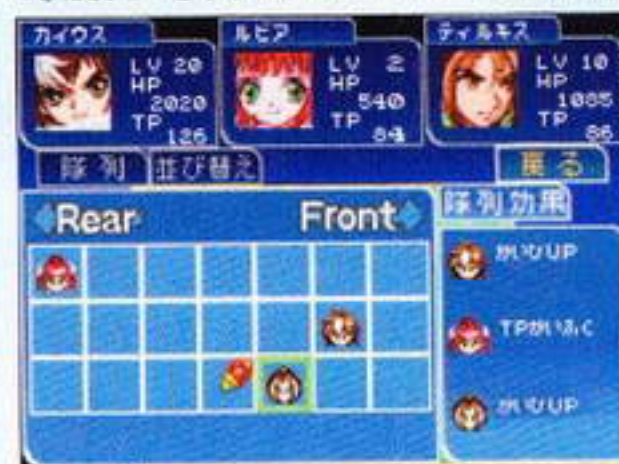 カイウス
LV 20
HP
2020
TP
126
ルビア
LV 2
HP
540
TP
84
ティルキス
LV 10
HP
1085
TP
86
隊列
並び替え
戻る
Rear
Front
隊列効果
かいひUP
TPかいふく
かいひUP